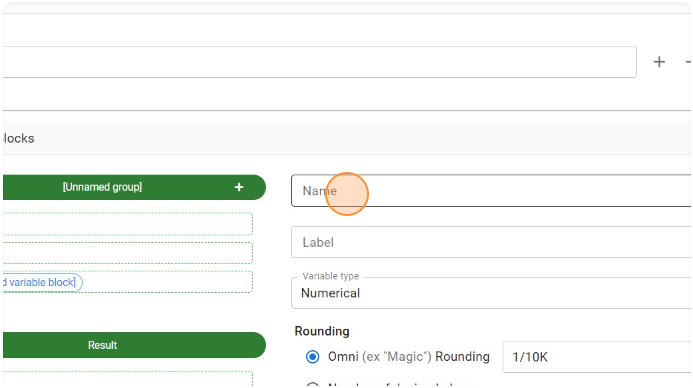 locks
[Unnamed group] +
Name
Label
d variable block]
Variable type
Numerical
Result
Rounding
Omni (ex "Magic") Rounding 1/10K